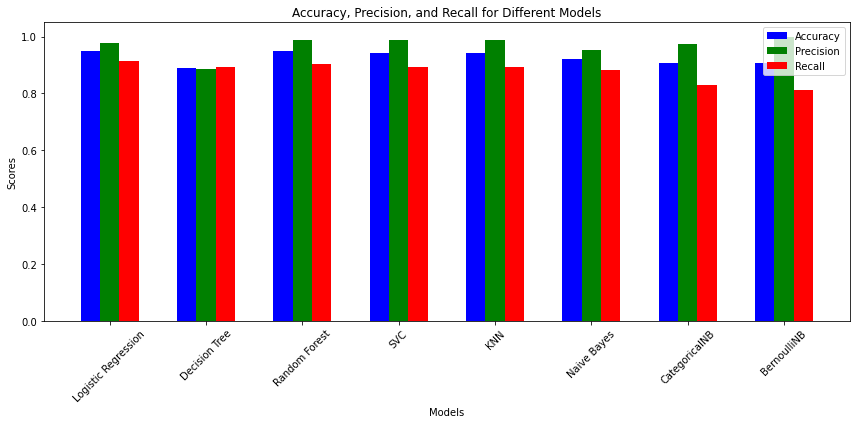 Accuracy, Precision, and Recall for Different Models
Accuracy
Precision
Recall
Scores
1.0
0.8
0.6
0.4
0.2
0.0
Logistic Regression
Decision Tree
Random Forest
SVC
KNN
Naive Bayes
CategoricalNB
BernoulliNB
Models